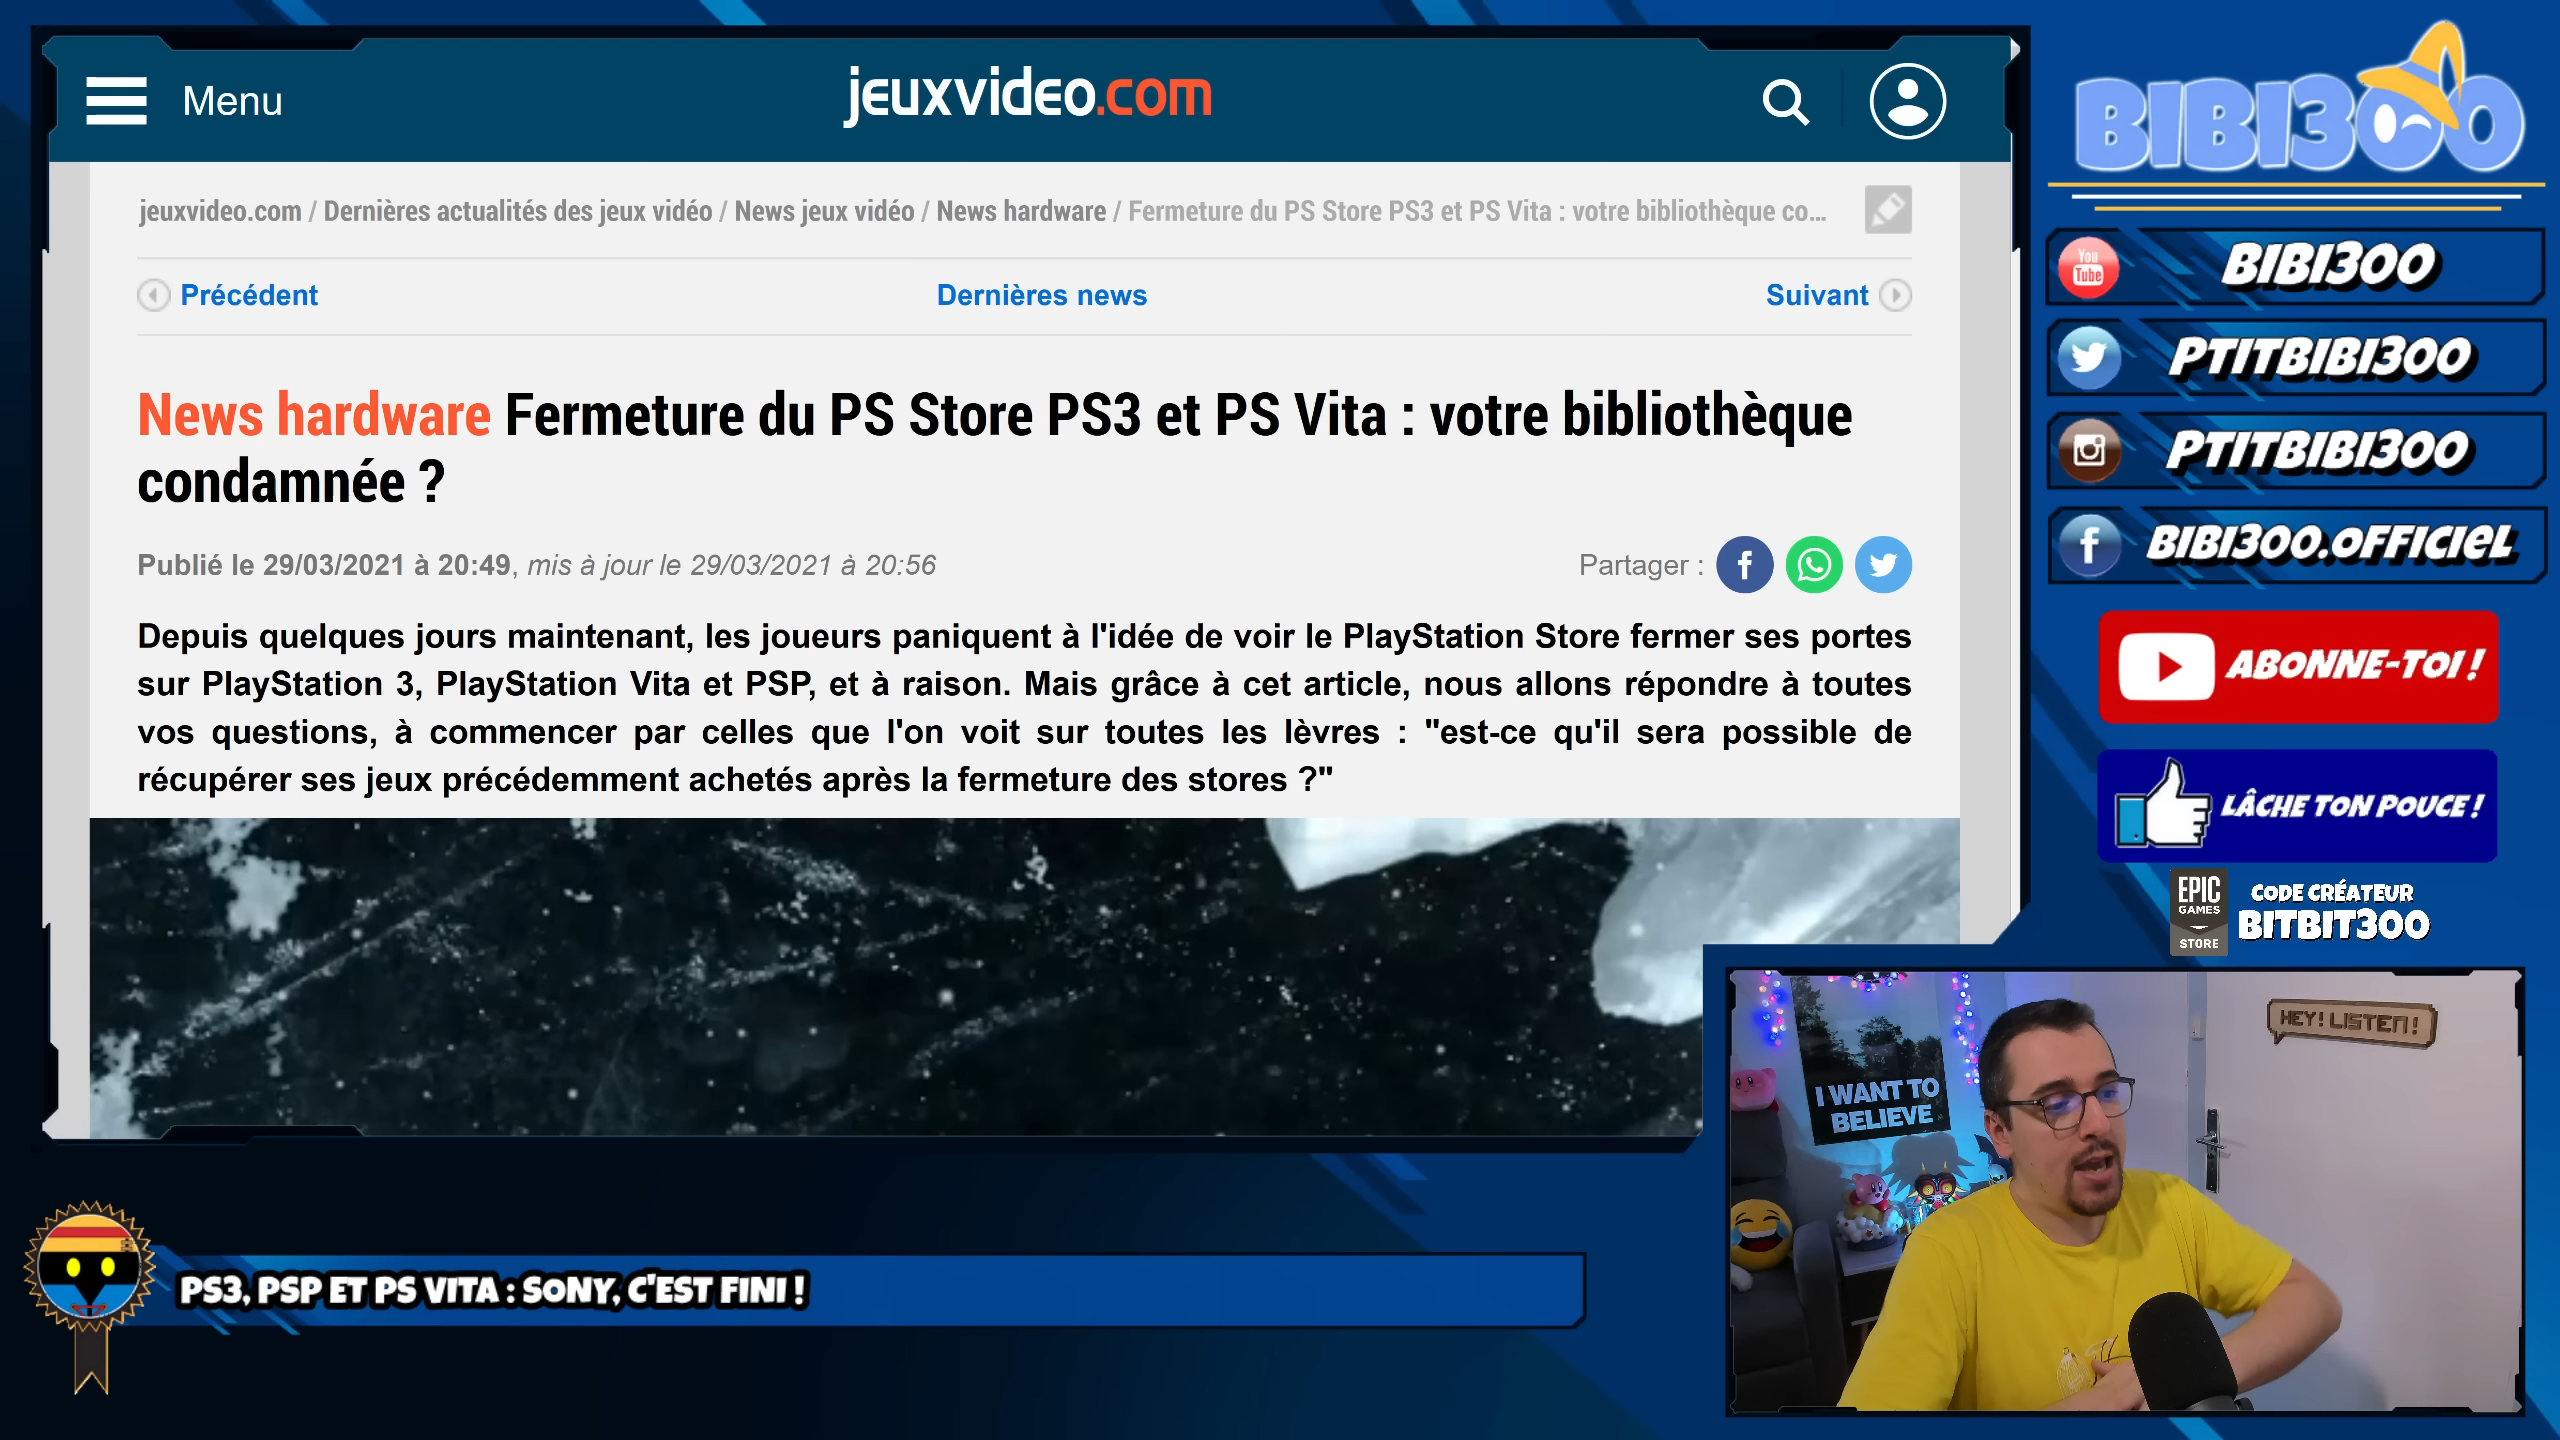 Menu
jeuxvideo.com
jeuxvideo.com / Dernières actualités des jeux vidéo / News jeux vidéo / News hardware / Fermeture du PS Store PS3 et PS Vita : votre bibliothèque co...
Précédent
Dernières news
Suivant
News hardware Fermeture du PS Store PS3 et PS Vita : votre bibliothèque
condamnée ?
Publié le 29/03/2021 à 20:49, mis à jour le 29/03/2021 à 20:56
Partager :
Depuis quelques jours maintenant, les joueurs paniquent à l'idée de voir le PlayStation Store fermer ses portes
sur PlayStation 3, PlayStation Vita et PSP, et à raison. Mais grâce à cet article, nous allons répondre à toutes
vos questions, à commencer par celles que l'on voit sur toutes les lèvres : "est-ce qu'il sera possible de
récupérer ses jeux précédemment achetés après la fermeture des stores ?"
BIBI300
You
Tube
BIBI300
PTITBIBI300
PTITBIBI300
BIBI300.OFFICIEL
ABONNE-TOI !
LÂCHE TON POUCE !
EPIC
GAMES
STORE
CODE CRÉATEUR
BITBIT300
HEY! LISTEN!
I WANT TO
BELIEVE
PS3, PSP ET PS VITA : SONY, C'EST FINI !